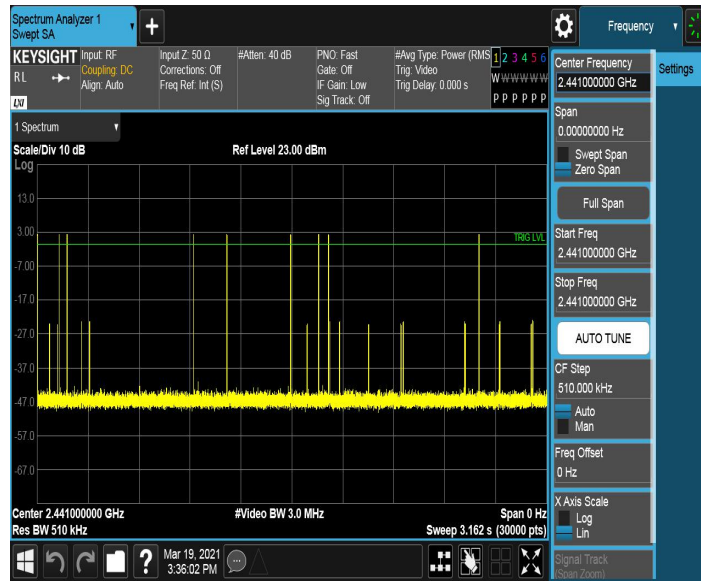 Spectrum Analyzer 1
Swept SA
+
Frequency
KEYSIGHT
RL
LXI
Input: RF
Coupling: DC
Align: Auto
Input Z: 50 Ω
Corrections: Off
Freq Ref: Int (S)
#Atten: 40 dB
PNO: Fast
Gate: Off
IF Gain: Low
Sig Track: Off
#Avg Type: Power (RMS
Trig: Video
Trig Delay: 0.000 s
1 2 3 4 5 6
W W W W W W
P P P P P P
1 Spectrum
Scale/Div 10 dB
Ref Level 23.00 dBm
Log
13.0
3.00
TRIG LVL
-7.00
-17.0
-27.0
-37.0
-47.0
-57.0
-67.0
Center 2.441000000 GHz
#Video BW 3.0 MHz
Span 0 Hz
Res BW 510 kHz
Sweep 3.162 s (30000 pts)
?
Mar 19, 2021
3:36:02 PM
Center Frequency
2.441000000 GHz
Settings
Span
0.00000000 Hz
Swept Span
Zero Span
Full Span
Start Freq
2.441000000 GHz
Stop Freq
2.441000000 GHz
AUTO TUNE
CF Step
510.000 kHz
Auto
Man
Freq Offset
0 Hz
X Axis Scale
Log
Lin
Signal Track
(Span Zoom)